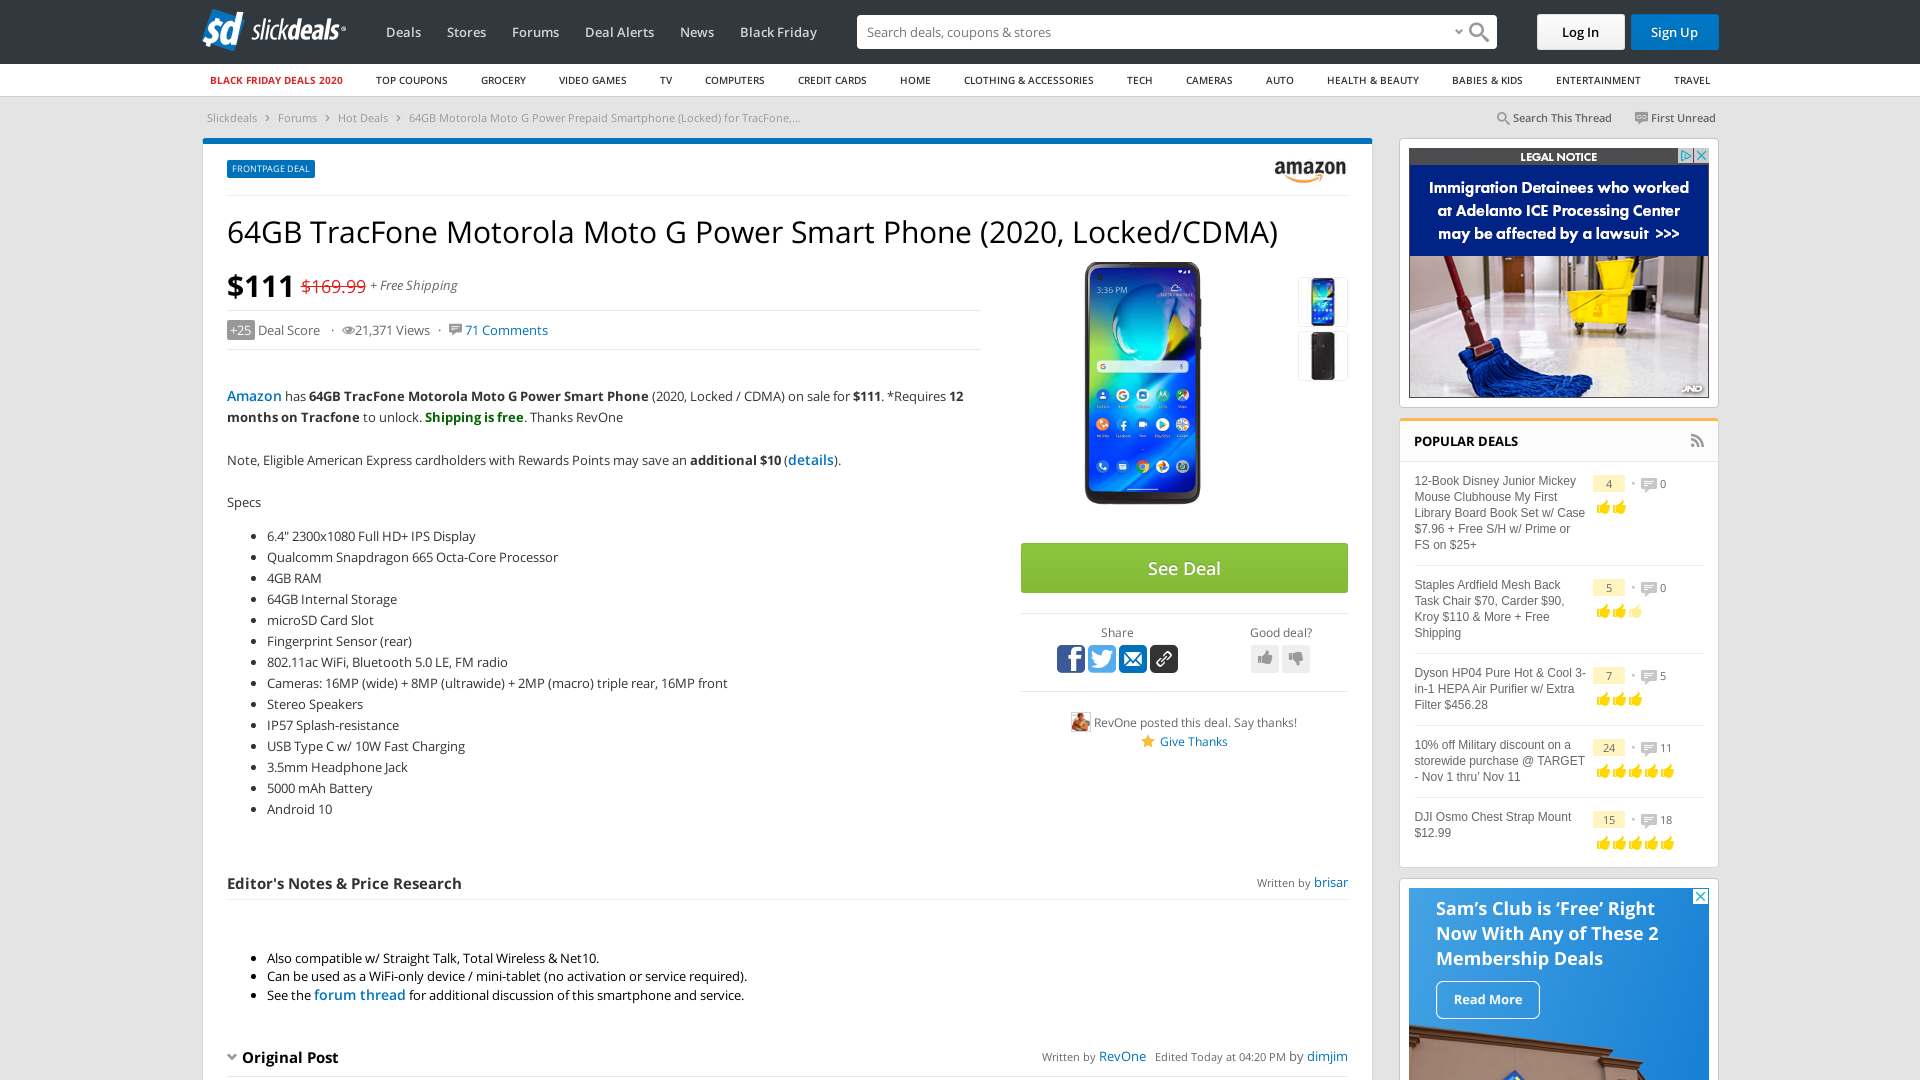 slickdeals
Deals Stores Forums Deal Alerts News Black Friday
Search deals, coupons & shops
Log In Sign Up
BLACK FRIDAY DEALS 2020 TOP COUPONS GROCERY VIDEO GAMES TV COMPUTERS CREDIT CARDS HOME CLOTHING & ACCESSORIES TECH CAMERAS AUTO HEALTH & BEAUTY BABIES & KIDS ENTERTAINMENT TRAVEL
Slickdeals > Forums > Hot Deals > 64GB Motorola Moto G Power Prepaid Smartphone (Locked) for TracFone,...
Search This Thread First Unread
FRONTPAGE DEAL
amazon
64GB TracFone Motorola Moto G Power Smart Phone (2020, Locked/CDMA)
$111 $169.99 + Free Shipping
+25 Deal Score · 21,371 Views · 71 Comments
Amazon has 64GB TracFone Motorola Moto G Power Smart Phone (2020, Locked / CDMA) on sale for $111. *Requires 12
months on Tracfone to unlock. Shipping is free. Thanks RevOne
Note, Eligible American Express cardholders with Rewards Points may save an additional $10 (details).
Specs
6.4" 2300x1080 Full HD+ IPS Display
Qualcomm Snapdragon 665 Octa-Core Processor
4GB RAM
64GB Internal Storage
microSD Card Slot
Fingerprint Sensor (rear)
802.11ac WiFi, Bluetooth 5.0 LE, FM radio
Cameras: 16MP (wide) + 8MP (ultrawide) + 2MP (macro) triple rear, 16MP front
Stereo Speakers
IP57 Splash-resistance
USB Type C w/ 10W Fast Charging
3.5mm Headphone Jack
5000 mAh Battery
Android 10
3:36 PM
See Deal
Share Good deal?
RevOne posted this deal. Say thanks!
Give Thanks
Editor's Notes & Price Research
Written by brisar
Also compatible w/ Straight Talk, Total Wireless & Net10.
Can be used as a WiFi-only device / mini-tablet (no activation or service required).
See the forum thread for additional discussion of this smartphone and service.
Original Post
Written by RevOne Edited Today at 04:20 PM by dimjim
LEGAL NOTICE
Immigration Detainees who worked
at Adelanto ICE Processing Center
may be affected by a lawsuit >>>
JND
POPULAR DEALS
12-Book Disney Junior Mickey
Mouse Clubhouse My First
Library Board Book Set w/ Case
$7.96 + Free S/H w/ Prime or
FS on $25+
4 • 0
Staples Ardfield Mesh Back
Task Chair $70, Carder $90,
Kroy $110 & More + Free
Shipping
5 • 0
Dyson HP04 Pure Hot & Cool 3-
in-1 HEPA Air Purifier w/ Extra
Filter $456.28
7 • 5
10% off Military discount on a
storewide purchase @ TARGET
- Nov 1 thru' Nov 11
24 • 11
DJI Osmo Chest Strap Mount
$12.99
15 • 18
Sam's Club is 'Free' Right
Now With Any of These 2
Membership Deals
Read More